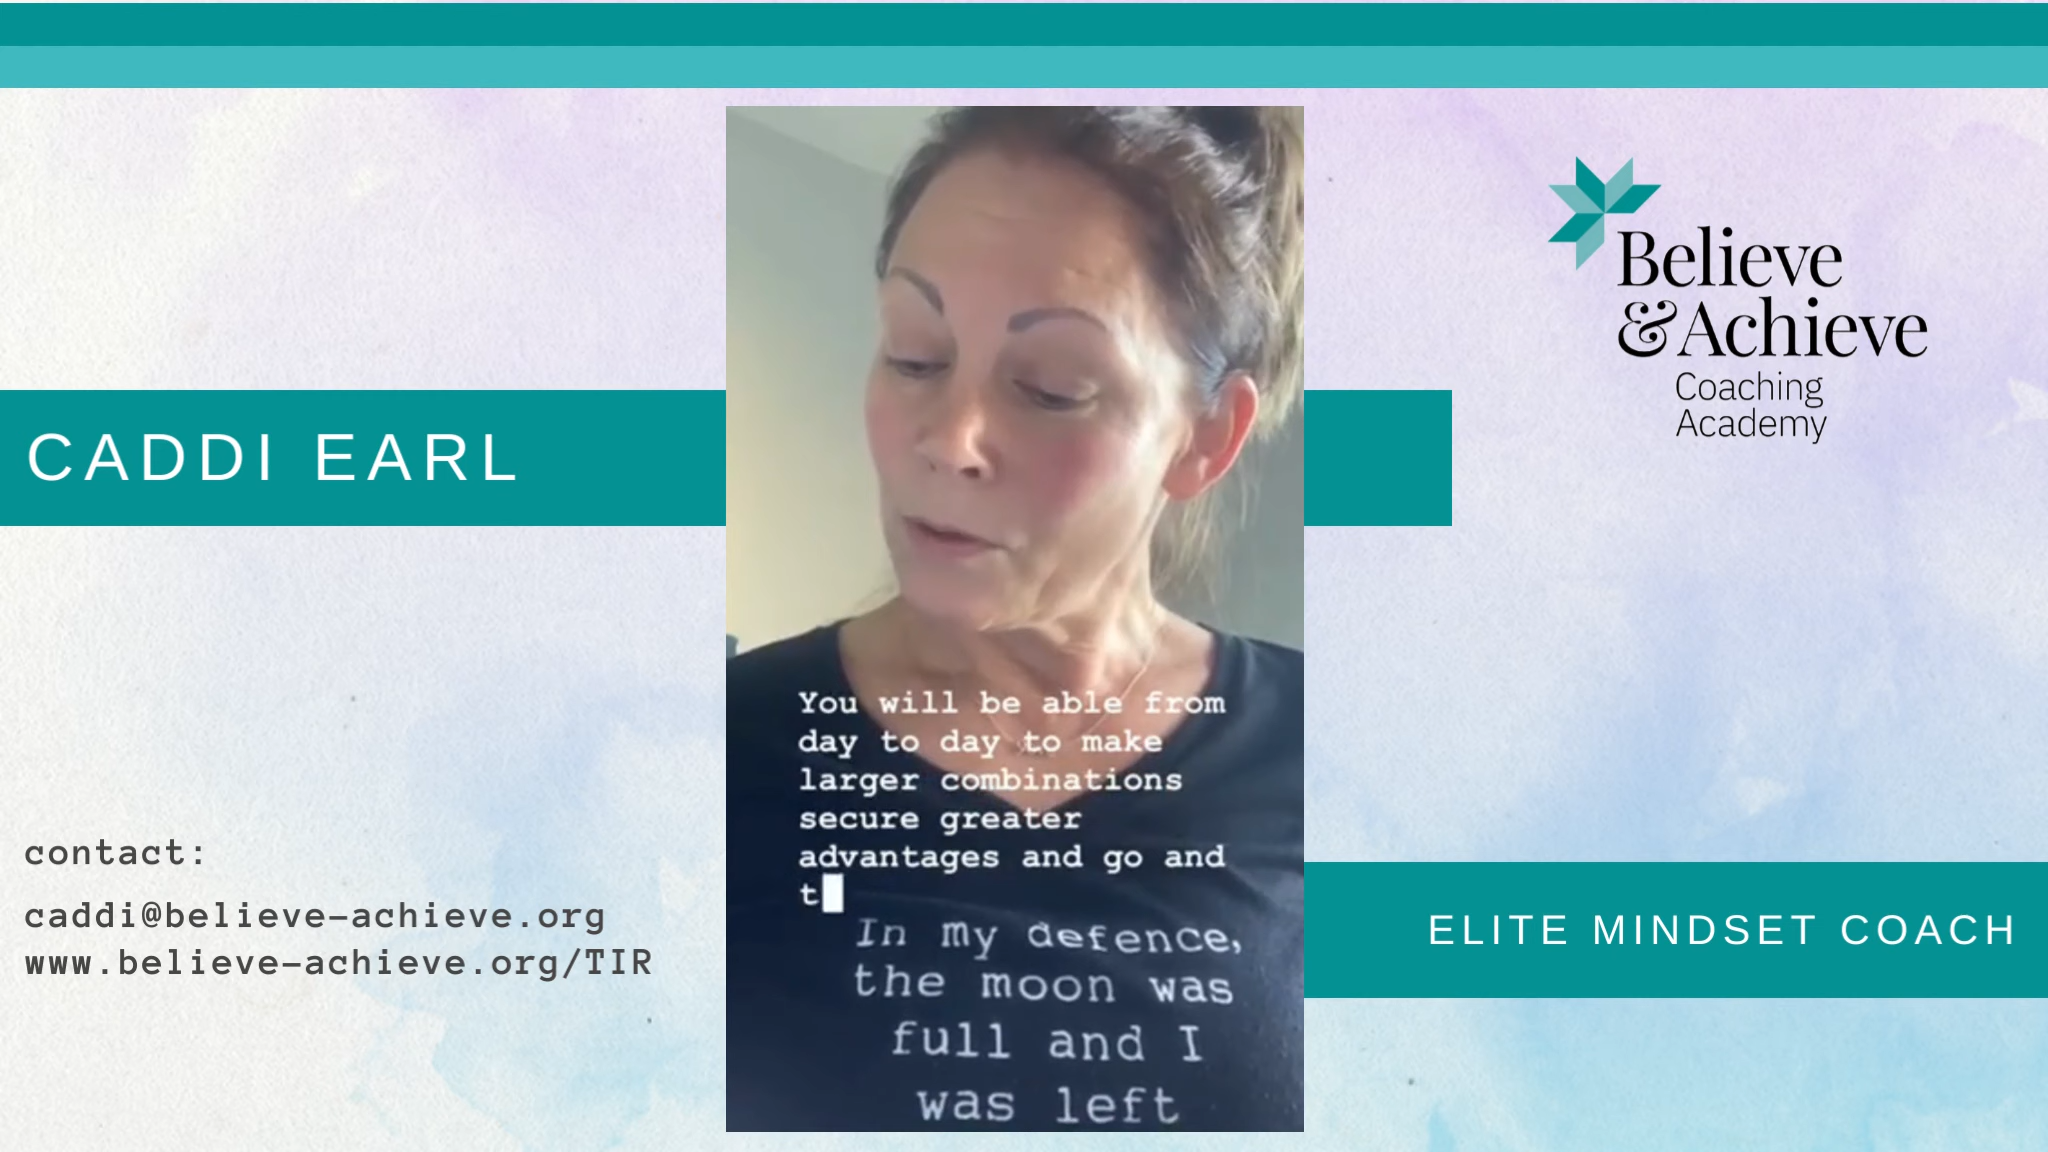 CADDI EARL
contact:
caddi@believe-achieve.org
www.believe-achieve.org/TIR
You will be able from
day to day to make
larger combinations
secure greater
advantages and go and
t
In my defence,
the moon was
full and I
was left
Believe
&Achieve
Coaching
Academy
ELITE MINDSET COACH